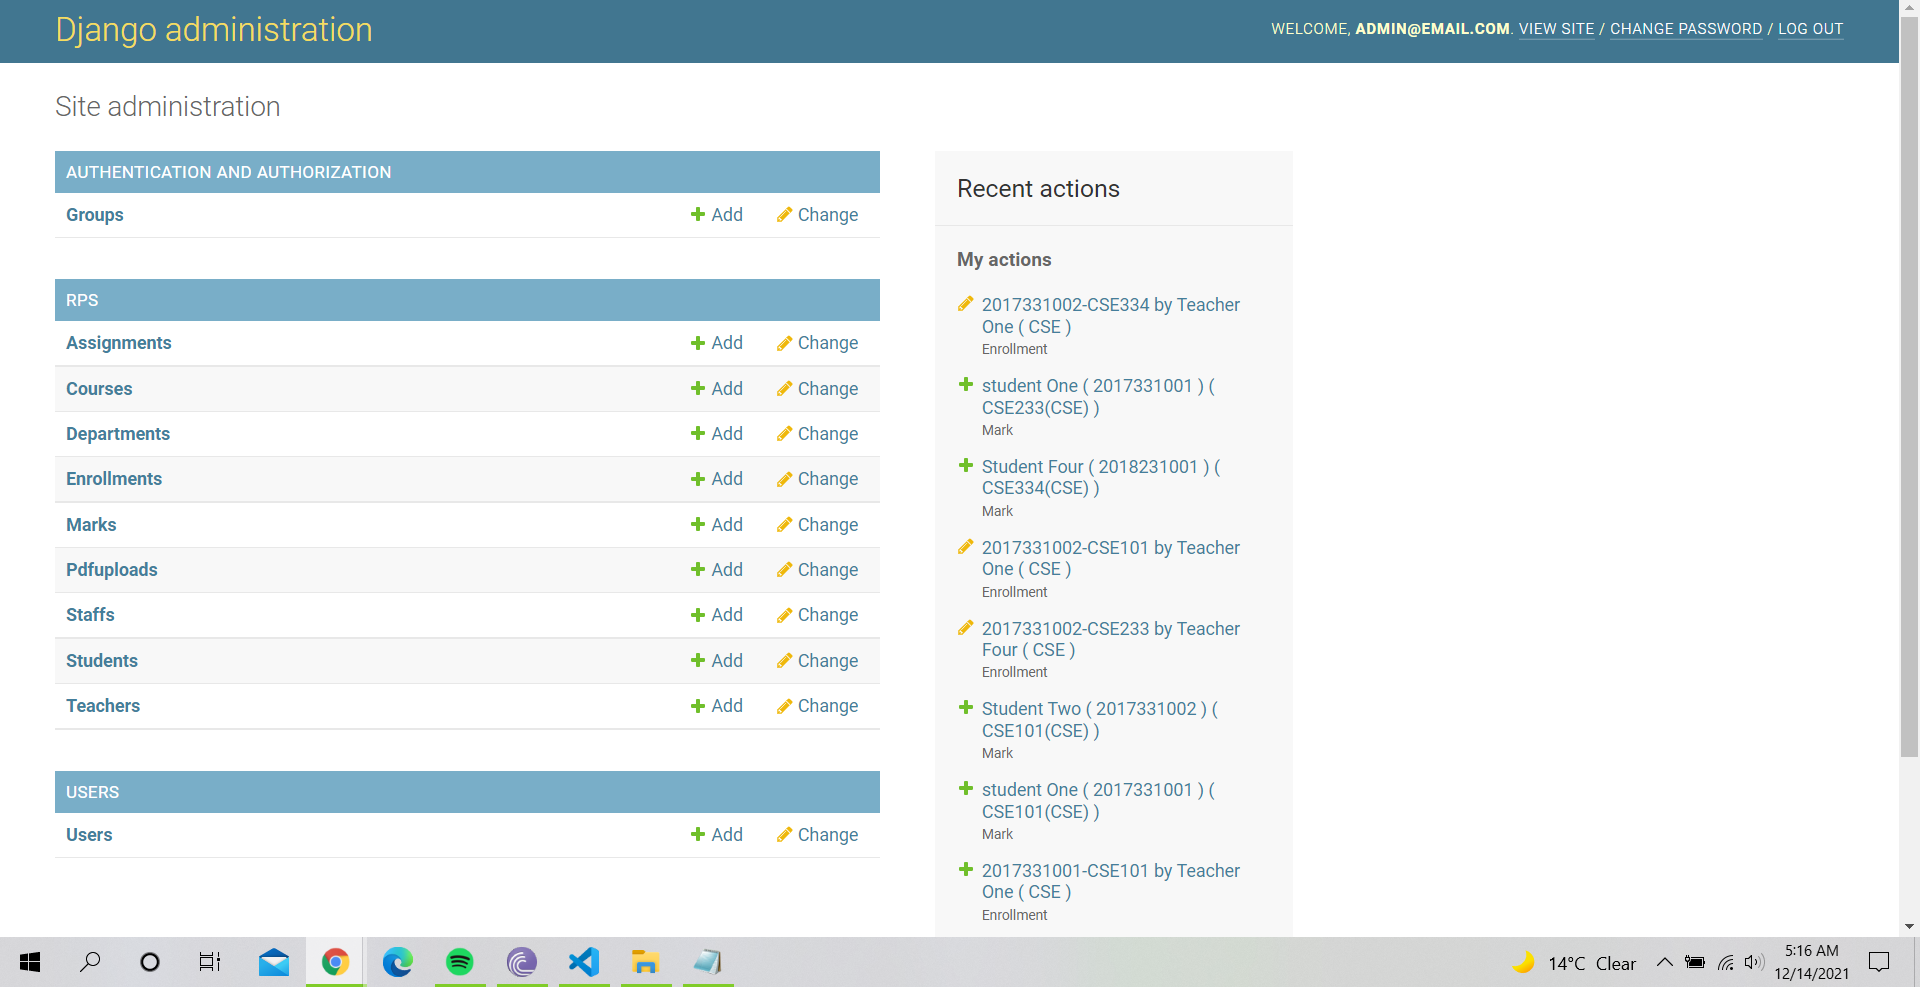 Django administration
WELCOME, ADMIN@EMAIL.COM. VIEW SITE / CHANGE PASSWORD / LOG OUT
Site administration
AUTHENTICATION AND AUTHORIZATION
Groups Add Change
RPS
Assignments Add Change
Courses Add Change
Departments Add Change
Enrollments Add Change
Marks Add Change
Pdfuploads Add Change
Staffs Add Change
Students Add Change
Teachers Add Change
USERS
Users Add Change
Recent actions
My actions
2017331002-CSE334 by Teacher
One ( CSE )
Enrollment
student One ( 2017331001 ) (
CSE233(CSE) )
Mark
Student Four ( 2018231001 ) (
CSE334(CSE) )
Mark
2017331002-CSE101 by Teacher
One ( CSE )
Enrollment
2017331002-CSE233 by Teacher
Four ( CSE )
Enrollment
Student Two ( 2017331002 ) (
CSE101(CSE) )
Mark
student One ( 2017331001 ) (
CSE101(CSE) )
Mark
2017331001-CSE101 by Teacher
One ( CSE )
Enrollment
14°C Clear
5:16 AM
12/14/2021